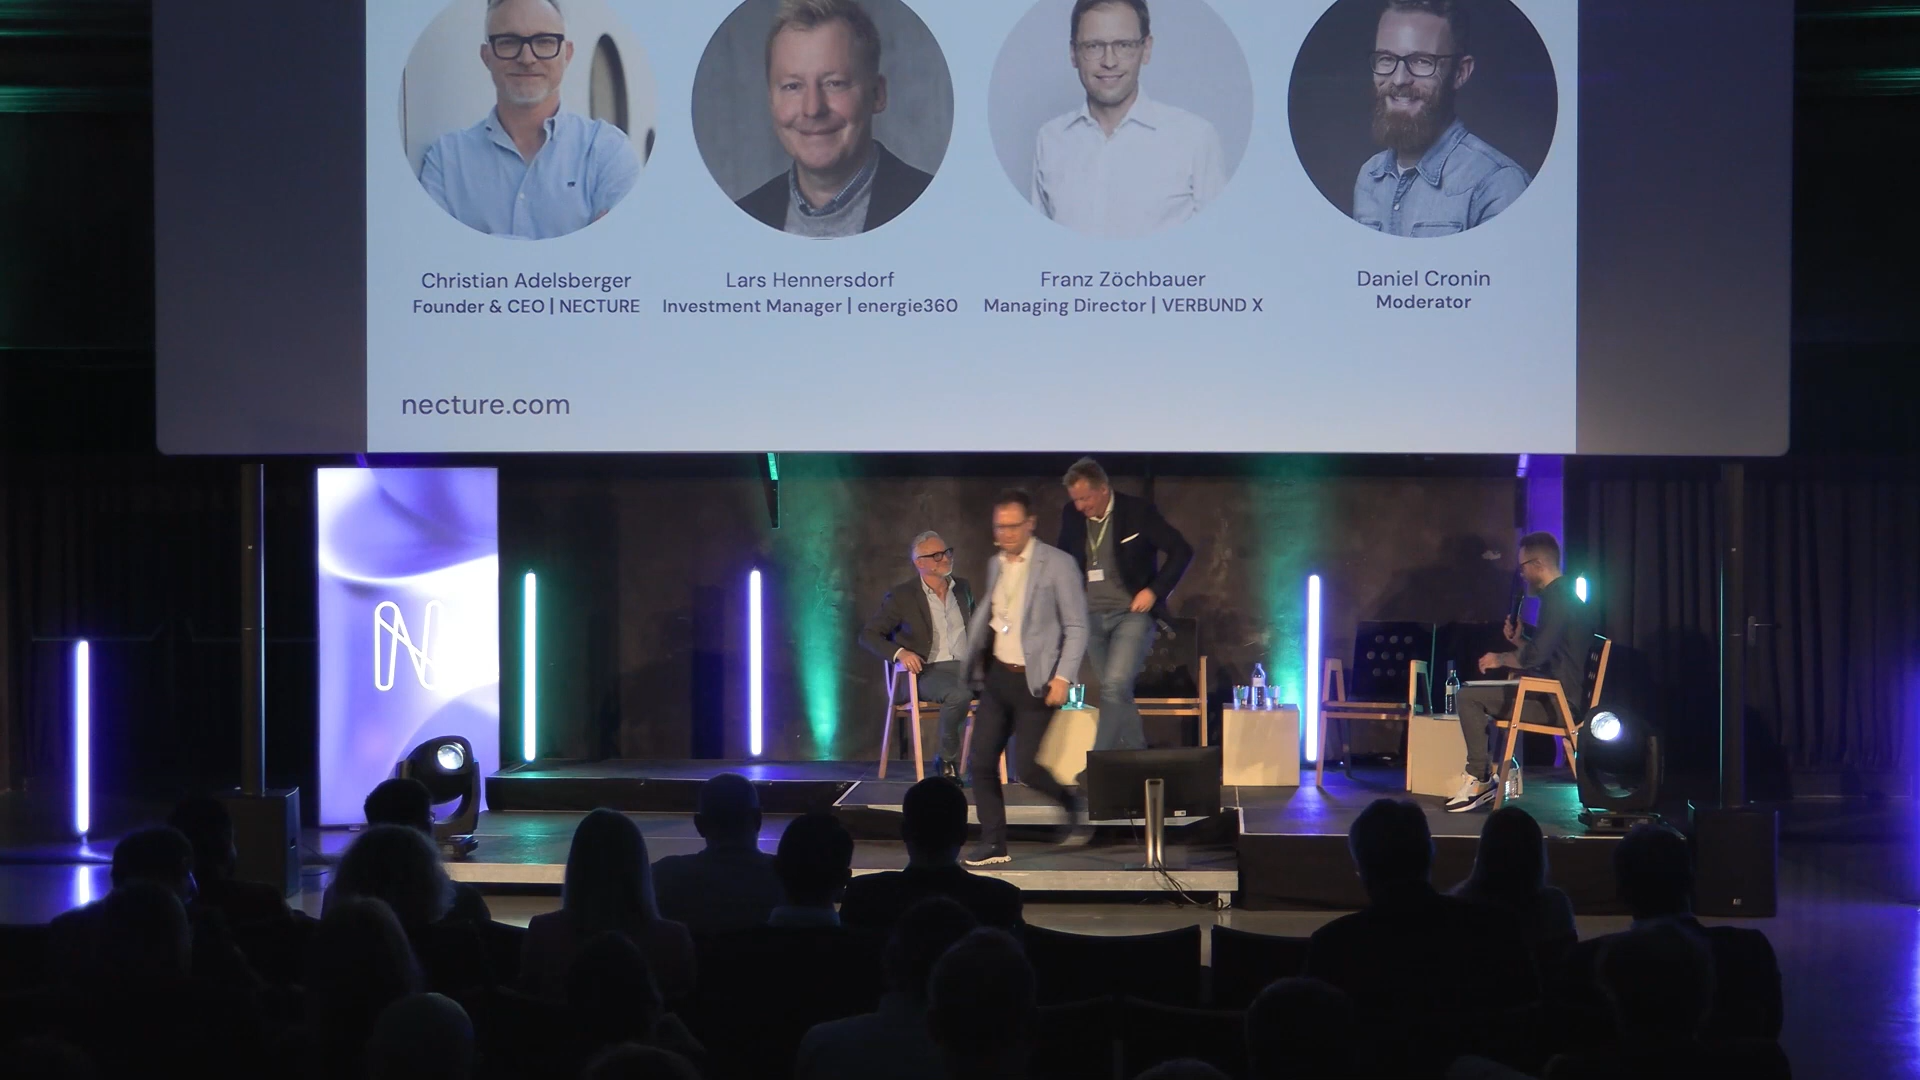 Christian Adelsberger
Founder & CEO | NECTURE
Lars Hennersdorf
Investment Manager | energie360
Franz Zöchbauer
Managing Director | VERBUND X
Daniel Cronin
Moderator
necture.com
N